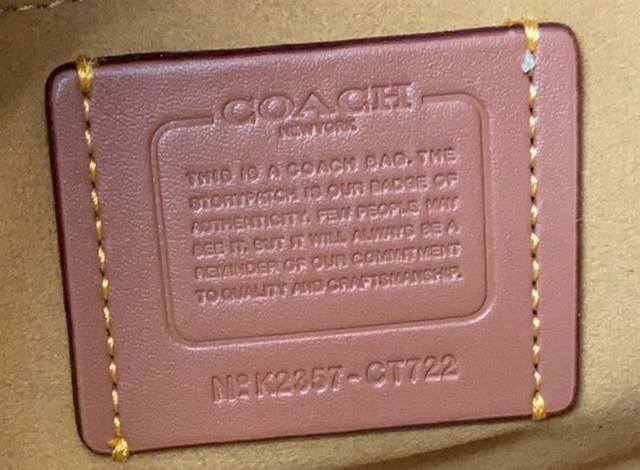 COACH
NEW YORK
THIS IS A COACH BAG. THE
STORYPATCH IS OUR BADGE OF
AUTHENTICITY. FEW PEOPLE MAY
SEE IT, BUT IT WILL ALWAYS BE A
REMINDER OF OUR COMMITMENT
TO QUALITY AND CRAFTSMANSHIP.
Nº K2357-CT722